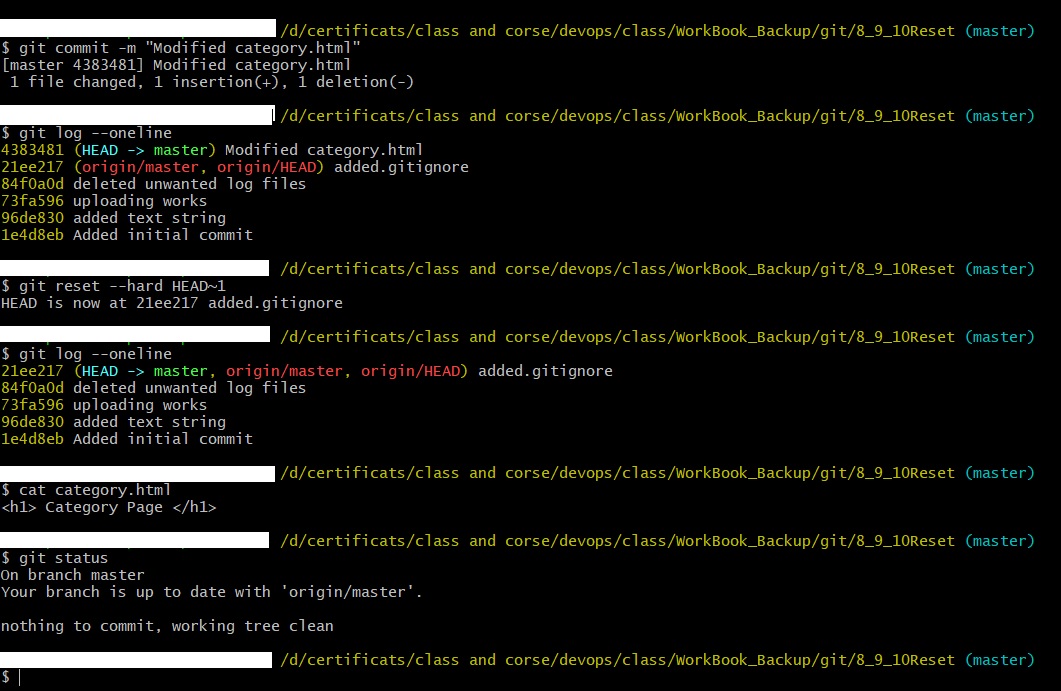 /d/certificats/class and corse/devops/class/WorkBook_Backup/git/8_9_10Reset (master)
$ git commit -m "Modified category.html"
[master 4383481] Modified category.html
 1 file changed, 1 insertion(+), 1 deletion(-)
/d/certificats/class and corse/devops/class/WorkBook_Backup/git/8_9_10Reset (master)
$ git log --oneline
4383481 (HEAD -> master) Modified category.html
21ee217 (origin/master, origin/HEAD) added.gitignore
84f0a0d deleted unwanted log files
73fa596 uploading works
96de830 added text string
1e4d8eb Added initial commit
/d/certificats/class and corse/devops/class/WorkBook_Backup/git/8_9_10Reset (master)
$ git reset --hard HEAD~1
HEAD is now at 21ee217 added.gitignore
/d/certificats/class and corse/devops/class/WorkBook_Backup/git/8_9_10Reset (master)
$ git log --oneline
21ee217 (HEAD -> master, origin/master, origin/HEAD) added.gitignore
84f0a0d deleted unwanted log files
73fa596 uploading works
96de830 added text string
1e4d8eb Added initial commit
/d/certificats/class and corse/devops/class/WorkBook_Backup/git/8_9_10Reset (master)
$ cat category.html
<h1> Category Page </h1>
/d/certificats/class and corse/devops/class/WorkBook_Backup/git/8_9_10Reset (master)
$ git status
On branch master
Your branch is up to date with 'origin/master'.
nothing to commit, working tree clean
/d/certificats/class and corse/devops/class/WorkBook_Backup/git/8_9_10Reset (master)
$